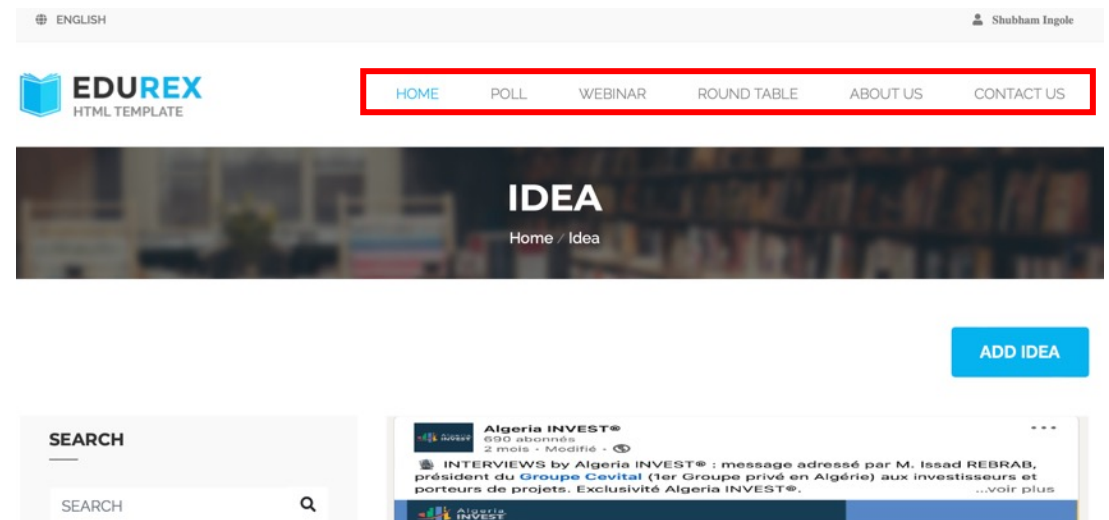 ENGLISH
Shubham Ingole
EDUREX
HTML TEMPLATE
HOME POLL WEBINAR ROUND TABLE ABOUT US CONTACT US
IDEA
Home / Idea
ADD IDEA
SEARCH
SEARCH
Algeria INVEST®
690 abonnés
2 mois • Modifié •
INTERVIEWS by Algeria INVEST® : message adressé par M. Issad REBRAB,
président du Groupe Cevital (1er Groupe privé en Algérie) aux investisseurs et
porteurs de projets. Exclusivité Algeria INVEST®. ...voir plus
Algeria
INVEST